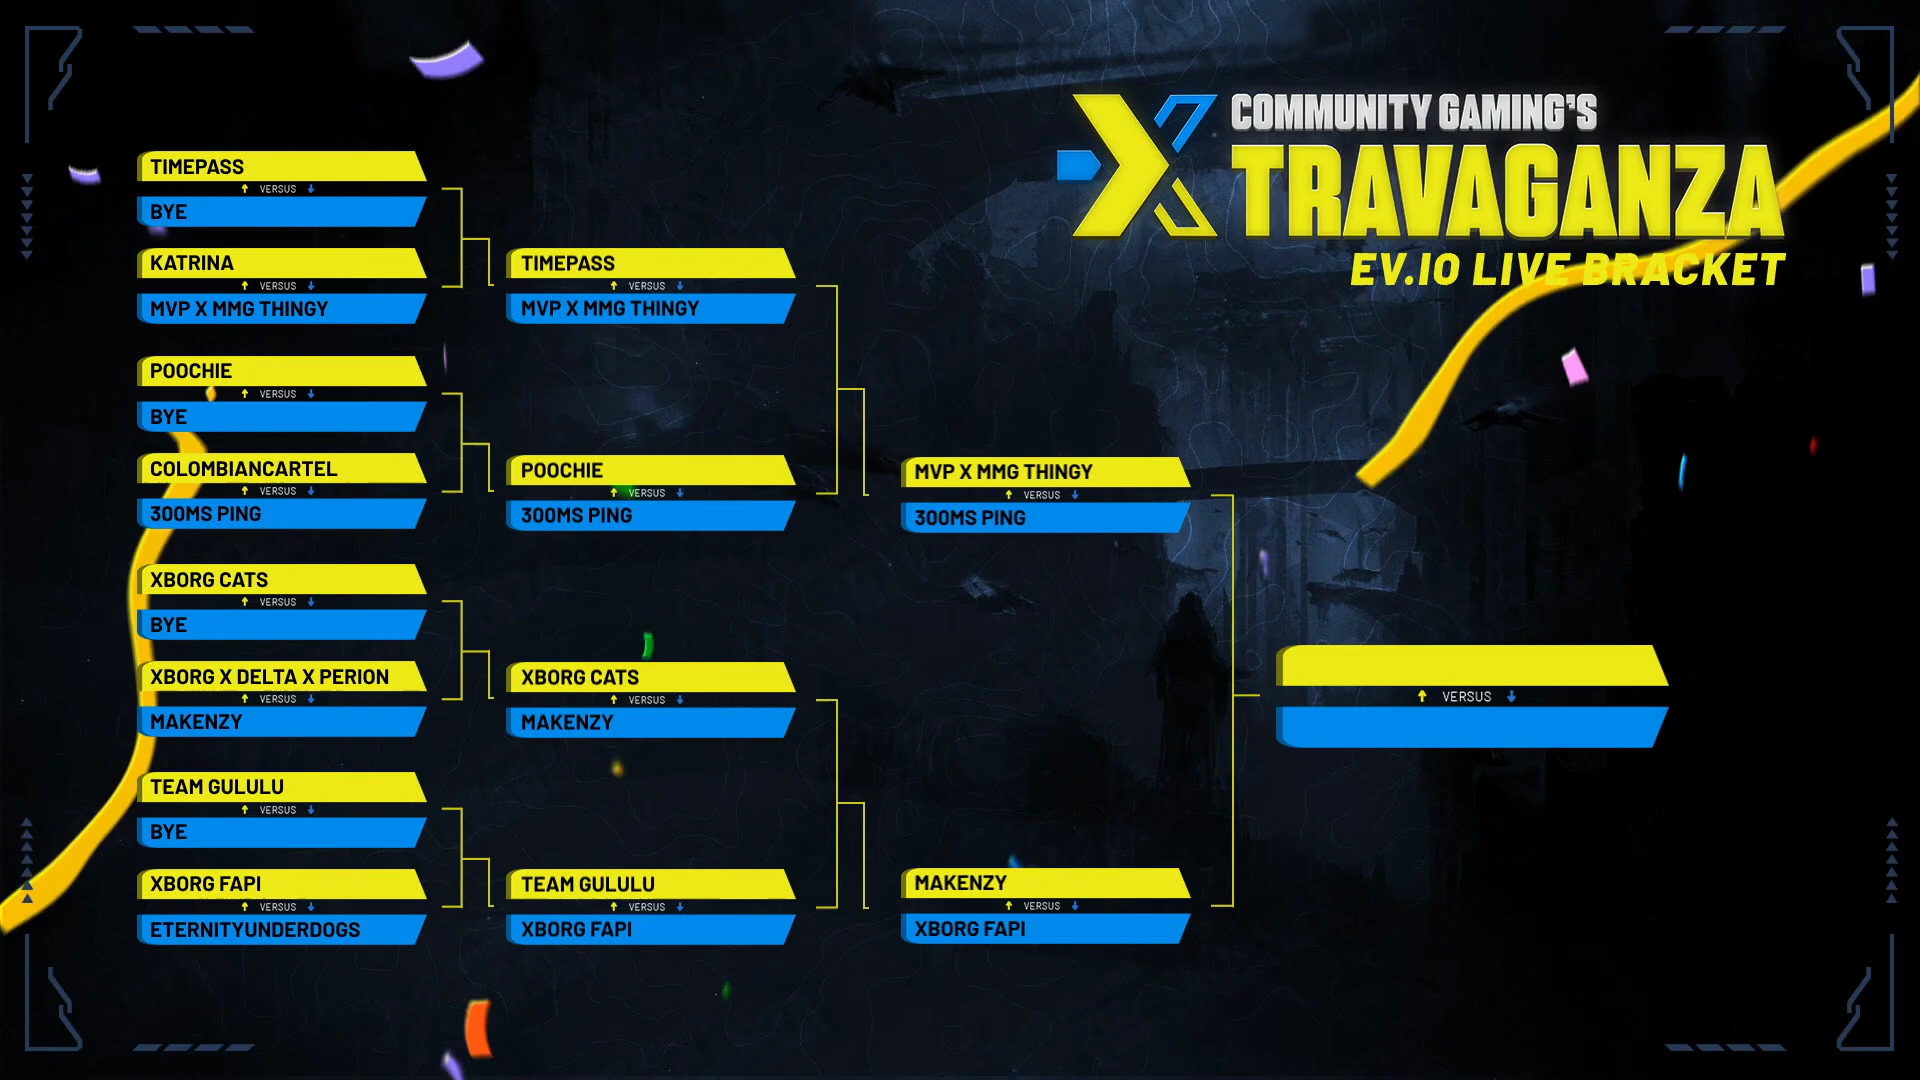 COMMUNITY GAMING'S
XTRAVAGANZA
EV.IO LIVE BRACKET
TIMEPASS
VERSUS
BYE
KATRINA
VERSUS
MVP X MMG THINGY
POOCHIE
VERSUS
BYE
COLOMBIANCARTEL
VERSUS
300MS PING
XBORG CATS
VERSUS
BYE
XBORG X DELTA X PERION
VERSUS
MAKENZY
TEAM GULULU
VERSUS
BYE
XBORG FAPI
VERSUS
ETERNITYUNDERDOGS
TIMEPASS
VERSUS
MVP X MMG THINGY
POOCHIE
VERSUS
300MS PING
XBORG CATS
VERSUS
MAKENZY
TEAM GULULU
VERSUS
XBORG FAPI
MVP X MMG THINGY
VERSUS
300MS PING
MAKENZY
VERSUS
XBORG FAPI
VERSUS